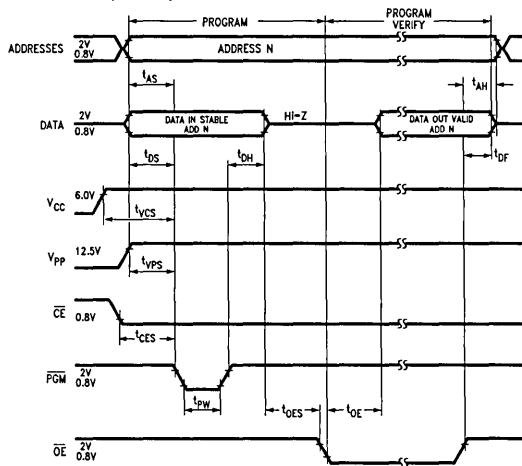 PROGRAM
PROGRAM
VERIFY
ADDRESSES
2V
0.8V
ADDRESS N
tAS
tAH
DATA
2V
0.8V
DATA IN STABLE
ADD N
HI-Z
DATA OUT VALID
ADD N
tDS
tDH
tDF
VCC
6.0V
tVCS
VPP
12.5V
tVPS
CE
0.8V
tCES
PGM
2V
0.8V
tPW
tOES
tOE
OE
2V
0.8V